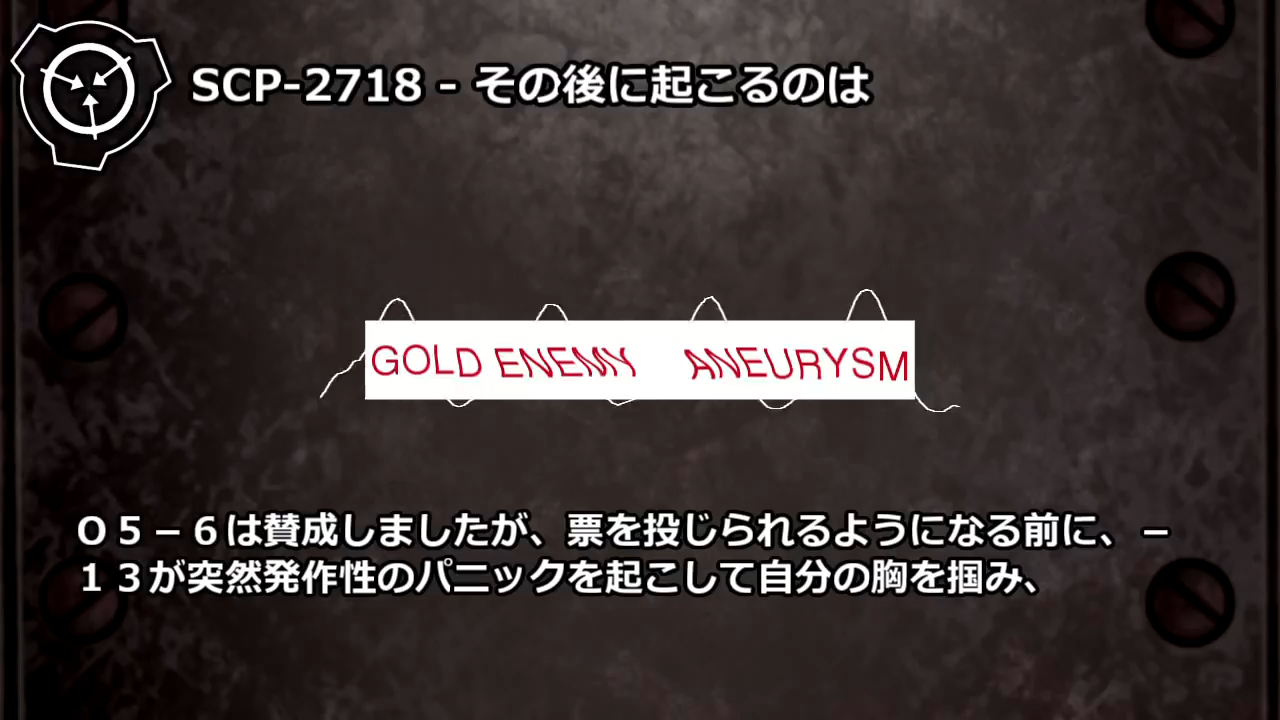 SCP-2718 - その後に起こるのは
GOLD ENEMY ANEURYSM
O５－６は賛成しましたが、票を投じられるようになる前に、－
１３が突然発作性のパニックを起こして自分の胸を掴み、